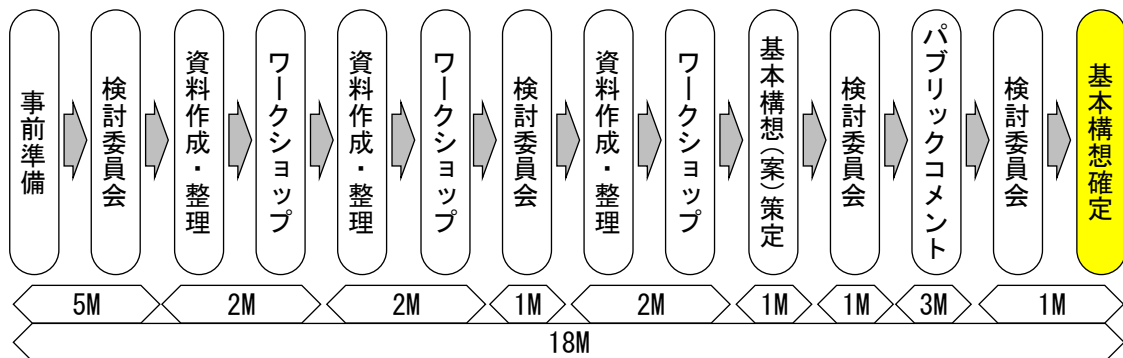 事前準備
検討委員会
資料作成・整理
ワークショップ
資料作成・整理
ワークショップ
検討委員会
資料作成・整理
ワークショップ
基本構想(案)策定
検討委員会
パブリックコメント
検討委員会
基本構想確定
5M
2M
2M
1M
2M
1M
1M
3M
1M
18M